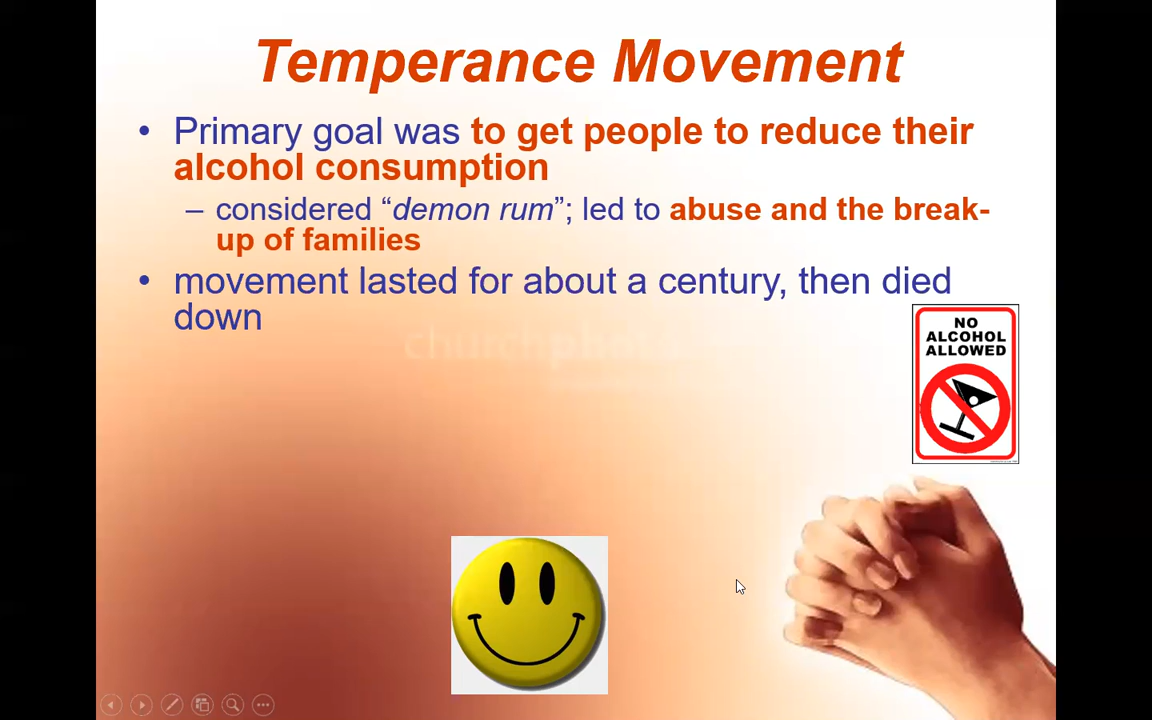 Temperance Movement
• Primary goal was to get people to reduce their
alcohol consumption
– considered “demon rum”; led to abuse and the break-
up of families
• movement lasted for about a century, then died
down
NO
ALCOHOL
ALLOWED